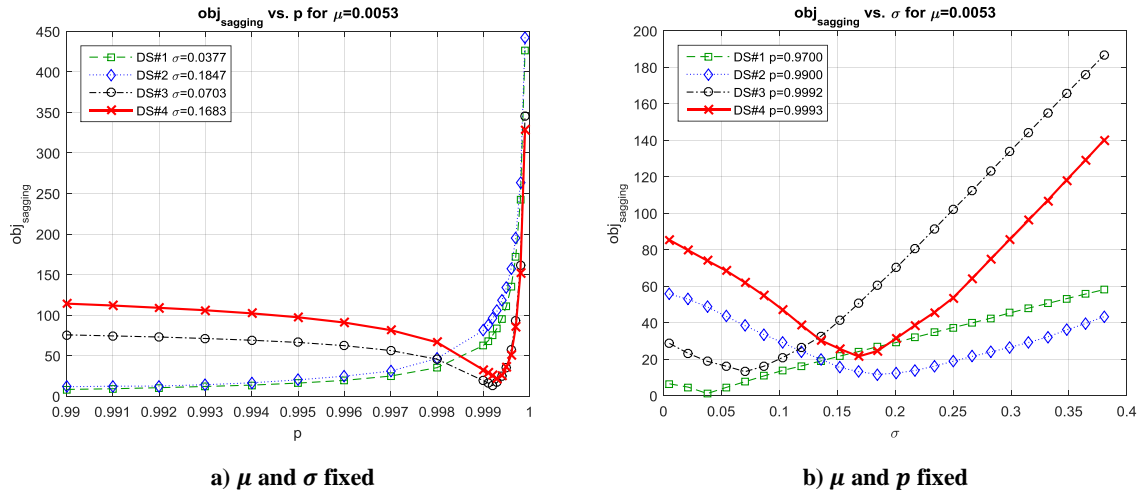 obj_sagging vs. p for μ=0.0053
DS#1 σ=0.0377
DS#2 σ=0.1847
DS#3 σ=0.0703
DS#4 σ=0.1683
450
400
350
300
250
200
150
100
50
0
obj_sagging
0.99 0.991 0.992 0.993 0.994 0.995 0.996 0.997 0.998 0.999 1
p
a) μ and σ fixed
obj_sagging vs. σ for μ=0.0053
DS#1 p=0.9700
DS#2 p=0.9900
DS#3 p=0.9992
DS#4 p=0.9993
200
180
160
140
120
100
80
60
40
20
0
obj_sagging
0 0.05 0.1 0.15 0.2 0.25 0.3 0.35 0.4
σ
b) μ and p fixed